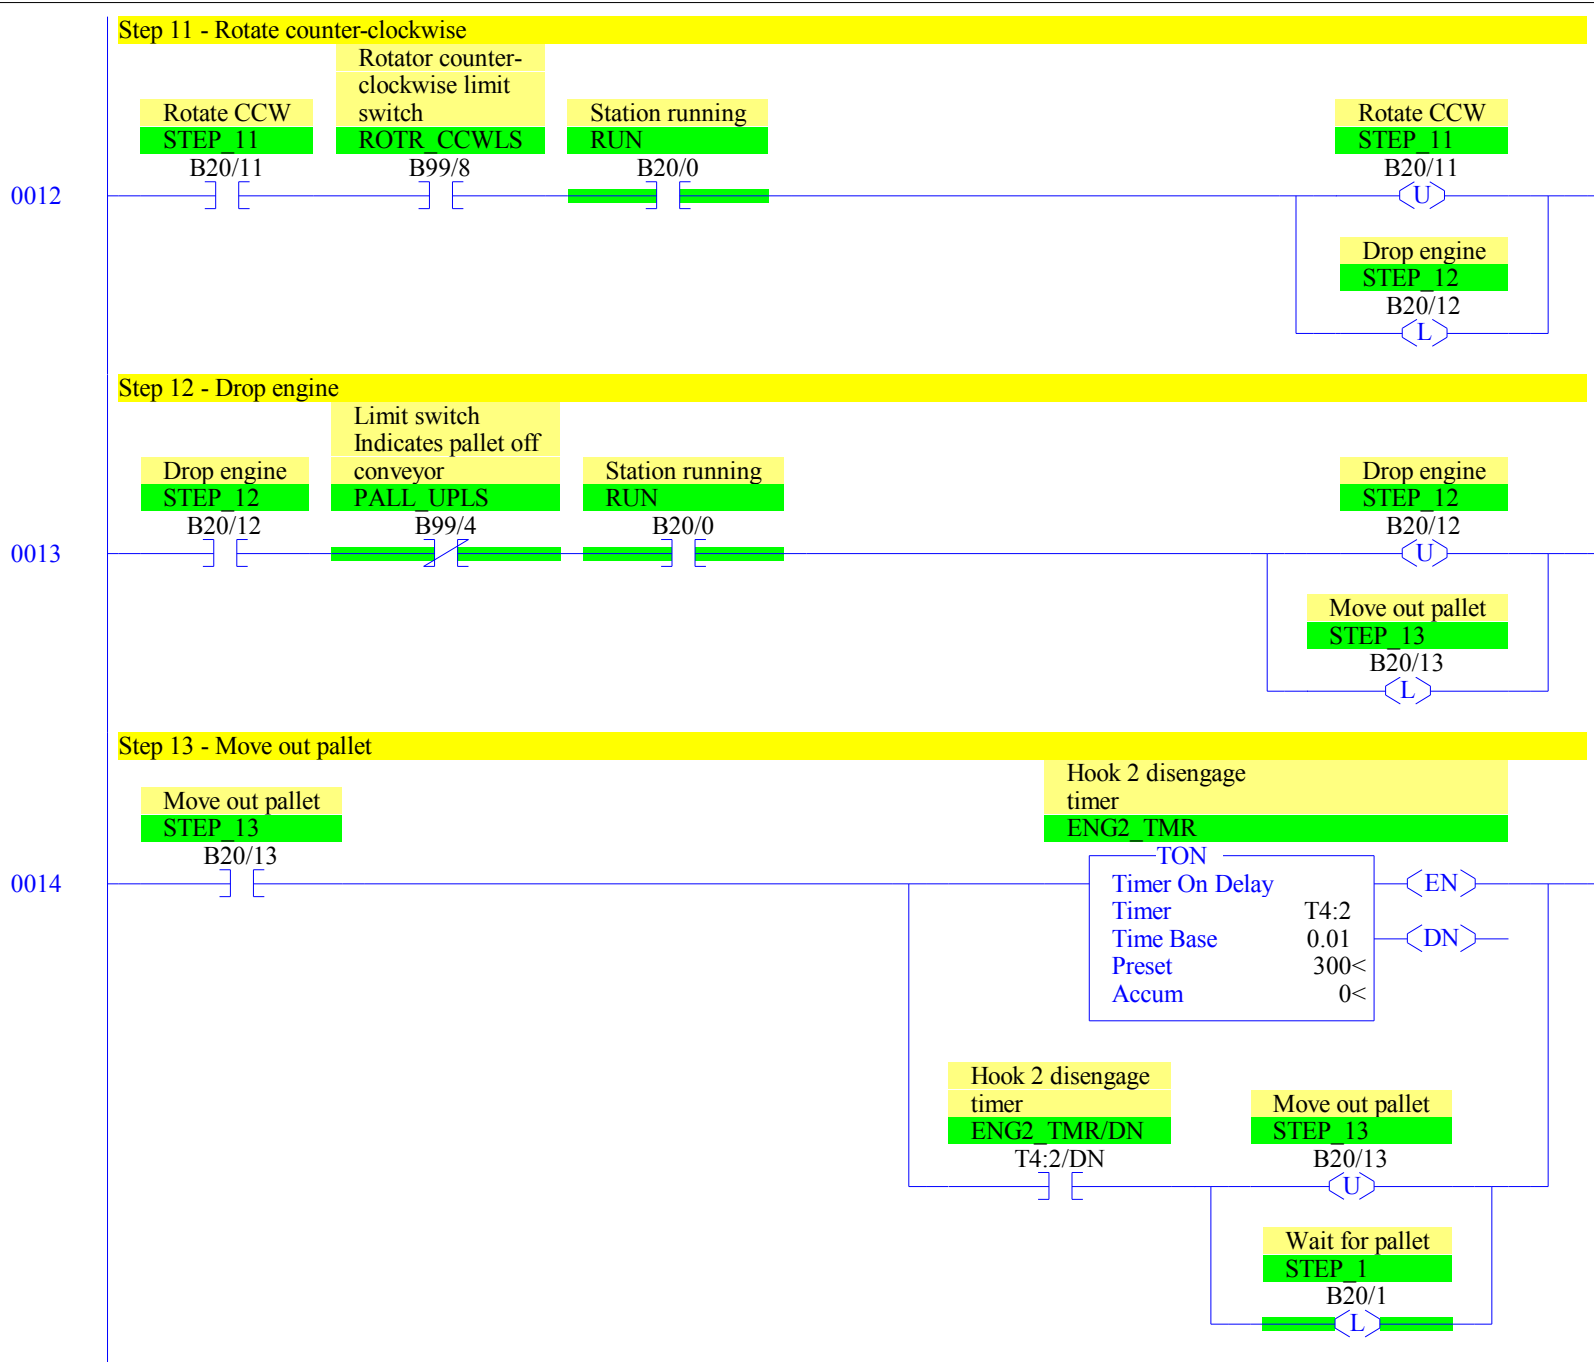 Step 11 - Rotate counter-clockwise
Rotator counter-
clockwise limit
Rotate CCW switch Station running Rotate CCW
STEP_11 ROTR_CCWLS RUN STEP_11
B20/11 B99/8 B20/0 B20/11
0012 U
Drop engine
STEP_12
B20/12
L
Step 12 - Drop engine
Limit switch
Indicates pallet off
Drop engine conveyor Station running Drop engine
STEP_12 PALL_UPLS RUN STEP_12
B20/12 B99/4 B20/0 B20/12
0013 U
Move out pallet
STEP_13
B20/13
L
Step 13 - Move out pallet
Hook 2 disengage
Move out pallet timer
STEP_13 ENG2_TMR
B20/13 TON
0014 Timer On Delay EN
Timer T4:2
Time Base 0.01 DN
Preset 300<
Accum 0<
Hook 2 disengage
timer Move out pallet
ENG2_TMR/DN STEP_13
T4:2/DN B20/13
U
Wait for pallet
STEP_1
B20/1
L